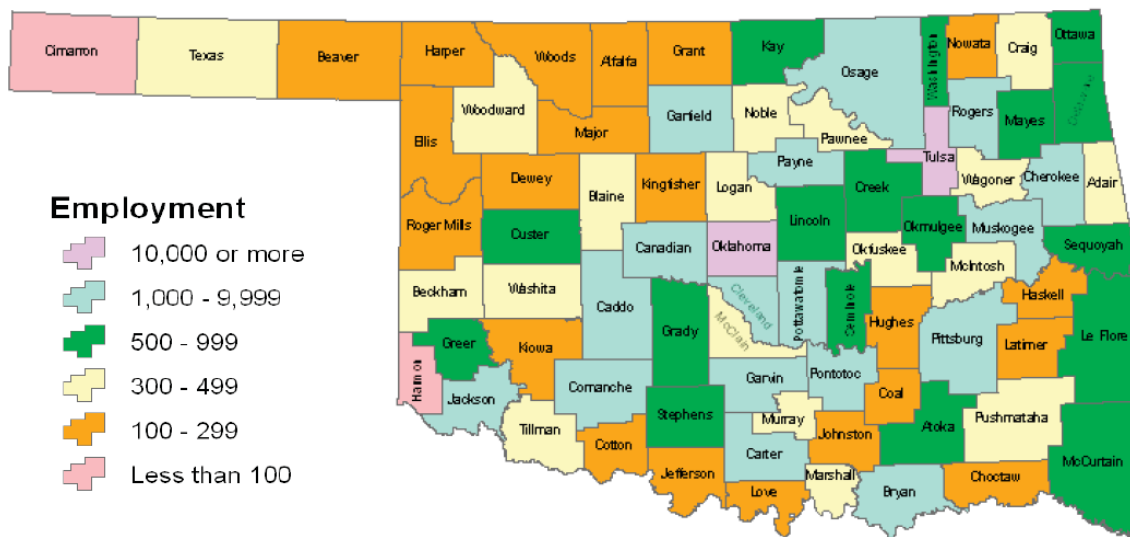 Cimarron
Texas
Beaver
Harper
Woods
Alfalfa
Grant
Kay
Osage
Washington
Nowata
Craig
Ottawa
Delaware
Woodward
Ellis
Major
Garfield
Noble
Pawnee
Rogers
Mayes
Tulsa
Payne
Dewey
Blaine
Kingfisher
Logan
Creek
Wagoner
Cherokee
Adair
Roger Mills
Custer
Canadian
Oklahoma
Lincoln
Okmulgee
Muskogee
Okfuskee
McIntosh
Sequoyah
Beckham
Washita
Caddo
Cleveland
McClain
Pottawatomie
Seminole
Hughes
Haskell
Pittsburg
Latimer
Le Flore
Grady
Greer
Kiowa
Harmon
Jackson
Comanche
Garvin
Pontotoc
Coal
Stephens
Murray
Johnston
Atoka
Pushmataha
Tillman
Cotton
Carter
Jefferson
Love
Marshall
Bryan
Choctaw
McCurtain
Employment
10,000 or more
1,000 - 9,999
500 - 999
300 - 499
100 - 299
Less than 100